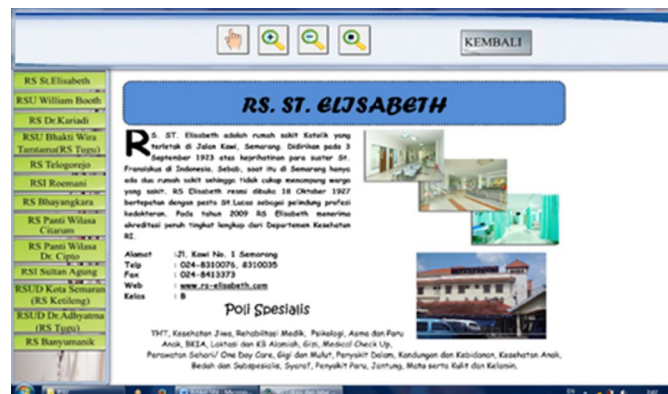 KEMBALI
RS St.Elisabeth
RSU William Booth
RS Dr.Kariadi
RSU Bhakti Wira
Tamtama(RS Tugu)
RS Telogorejo
RSI Roemani
RS Bhayangkara
RS Panti Wilasa
Citarum
RS Panti Wilasa
Dr. Cipto
RSI Sultan Agung
RSUD Kota Semaran
(RS Ketileng)
RSUD Dr.Adhyatma
(RS Tugu)
RS Banyumanik
RS. ST. ELISABETH
RS. ST. Elisabeth adalah rumah sakit Katolik yang
terletak di Jalan Kawi, Semarang. Didirikan pada 3
September 1923 atas keprihatinan para suster St.
Fransiskus di Indonesia. Sebab, saat itu di Semarang hanya
ada dua rumah sakit sehingga tidak cukup menampung warga
yang sakit. RS Elisabeth resmi dibuka 18 Oktober 1927
bertepatan dengan pesta St.Lucas sebagai pelindung profesi
kedokteran. Pada tahun 2009 RS Elisabeth menerima
akreditasi penuh tingkat lengkap dari Departemen Kesehatan
RI.
Alamat :Jl. Kawi No. 1 Semarang
Telp : 024-8310076, 8310035
Fax : 024-8413373
Web : www.rs-elisabeth.com
Kelas : B
Poli Spesialis
THT, Kesehatan Jiwa, Rehabilitasi Medik, Psikologi, Asma dan Paru
Anak, BKIA, Laktasi dan KB Alamiah, Gizi, Medical Check Up,
Perawatan Sehari/ One Day Care, Gigi dan Mulut, Penyakit Dalam, Kandungan dan Kebidanan, Kesehatan Anak,
Bedah dan Subspesialis, Syaraf, Penyakit Paru, Jantung, Mata serta Kulit dan Kelamin.
EN